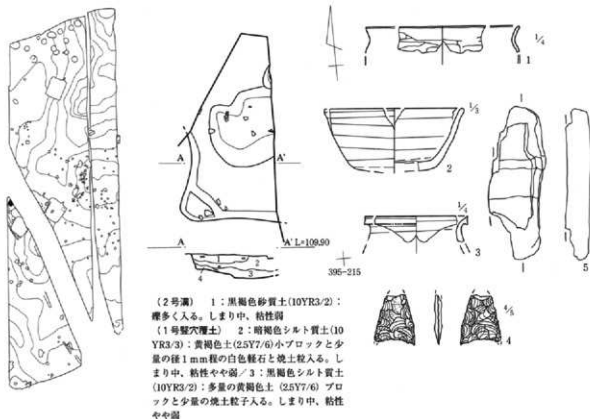 1/4
1
1/3
2
A
A'
A
A' L=109.90
2
3
4
395-215
1/4
3
5
4/5
4
(2号溝) 1:黒褐色砂質土(10YR3/2):
礫多く入る。しまり中、粘性弱
(1号竪穴覆土) 2:暗褐色シルト質土(10
YR3/3):黄褐色土(2.5Y7/6)小ブロックと少
量の径1mm程の白色軽石と焼土粒入る。し
まり中、粘性やや弱/3:黒褐色シルト質土
(10YR3/2):多量の黄褐色土(2.5Y7/6)ブロ
ックと少量の焼土粒子入る。しまり中、粘性
やや弱